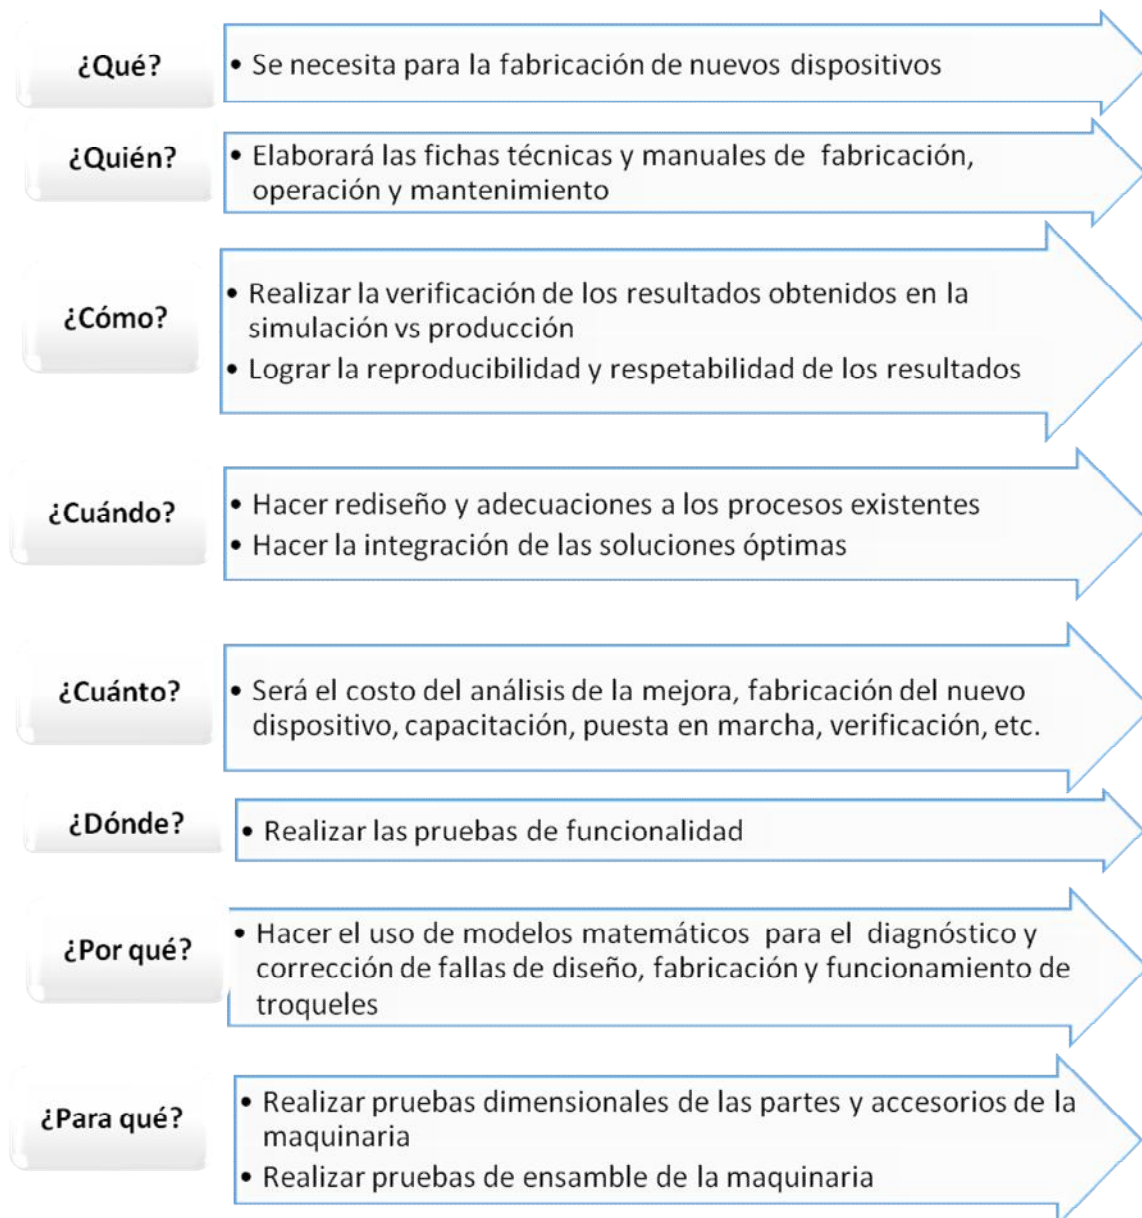 ¿Qué?
• Se necesita para la fabricación de nuevos dispositivos
¿Quién?
• Elaborará las fichas técnicas y manuales de fabricación,
operación y mantenimiento
¿Cómo?
• Realizar la verificación de los resultados obtenidos en la
simulación vs producción
• Lograr la reproducibilidad y respetabilidad de los resultados
¿Cuándo?
• Hacer rediseño y adecuaciones a los procesos existentes
• Hacer la integración de las soluciones óptimas
¿Cuánto?
• Será el costo del análisis de la mejora, fabricación del nuevo
dispositivo, capacitación, puesta en marcha, verificación, etc.
¿Dónde?
• Realizar las pruebas de funcionalidad
¿Por qué?
• Hacer el uso de modelos matemáticos para el diagnóstico y
corrección de fallas de diseño, fabricación y funcionamiento de
troqueles
¿Para qué?
• Realizar pruebas dimensionales de las partes y accesorios de la
maquinaria
• Realizar pruebas de ensamble de la maquinaria